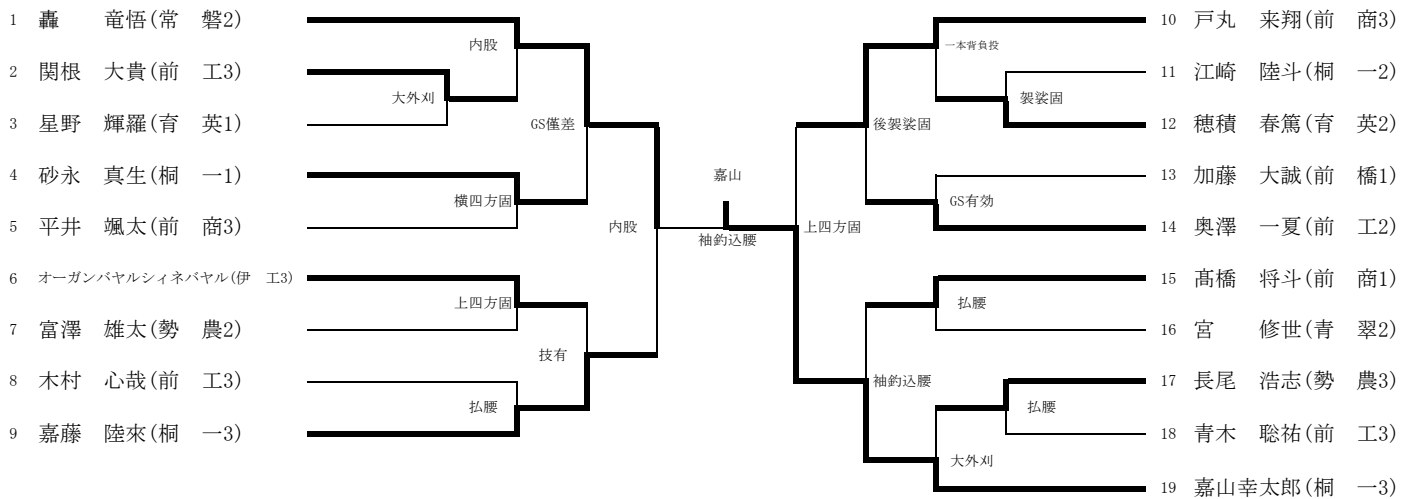 1 轟　　竜悟(常　磐2)
2 関根　大貴(前　工3)
3 星野　輝羅(育　英1)
4 砂永　真生(桐　一1)
5 平井　颯太(前　商3)
6 オーガンバヤルシィネバヤル(伊　工3)
7 富澤　雄太(勢　農2)
8 木村　心哉(前　工3)
9 嘉藤　陸來(桐　一3)
内股
大外刈
GS僅差
横四方固
内股
上四方固
技有
払腰
嘉山
袖釣込腰
一本背負投
袈裟固
後袈裟固
GS有効
上四方固
払腰
袖釣込腰
払腰
大外刈
10 戸丸　来翔(前　商3)
11 江崎　陸斗(桐　一2)
12 穂積　春篤(育　英2)
13 加藤　大誠(前　橋1)
14 奥澤　一夏(前　工2)
15 髙橋　将斗(前　商1)
16 宮　　修世(青　翠2)
17 長尾　浩志(勢　農3)
18 青木　聡祐(前　工3)
19 嘉山幸太郎(桐　一3)